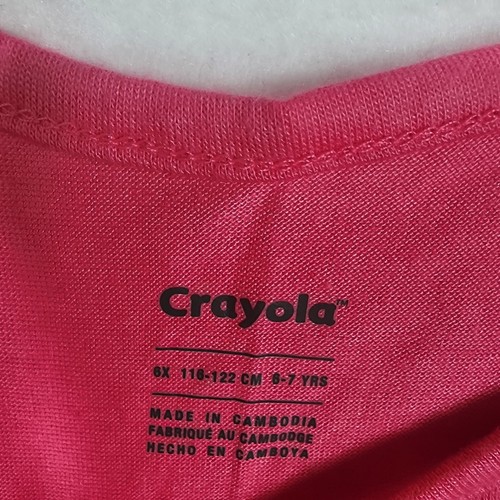 Crayola™
6X 116-122 CM 6-7 YRS
MADE IN CAMBODIA
FABRIQUÉ AU CAMBODGE
HECHO EN CAMBOYA